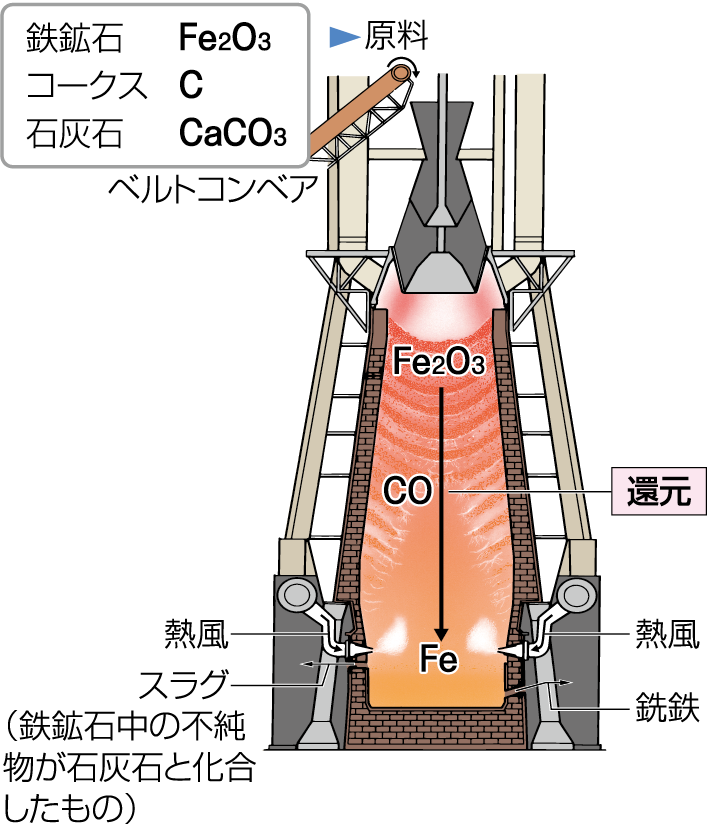 鉄鉱石 Fe2O3
コークス C
石灰石 CaCO3
原料
ベルトコンベア
Fe2O3
CO
還元
Fe
熱風
熱風
スラグ
（鉄鉱石中の不純
物が石灰石と化合
したもの）
銑鉄